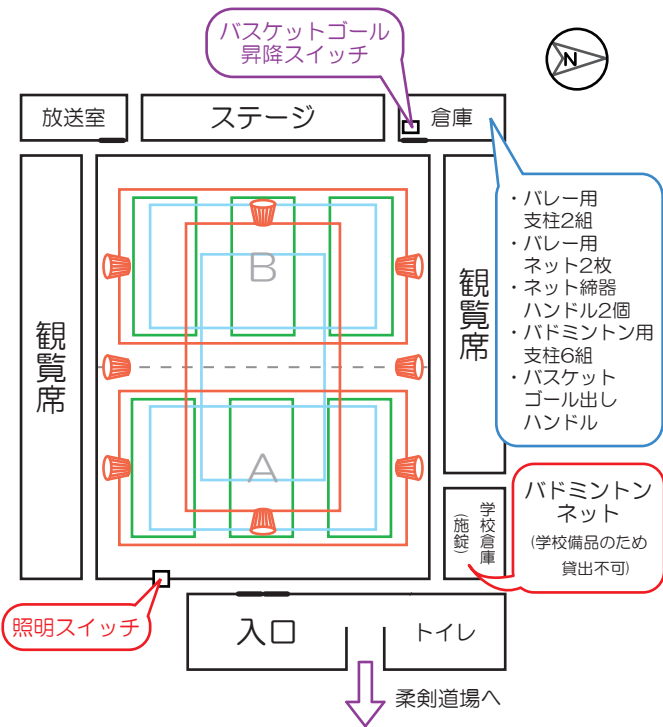 バスケットゴール
昇降スイッチ
N
放送室
ステージ
倉庫
・バレー用
支柱2組
・バレー用
ネット2枚
・ネット締器
ハンドル2個
・バドミントン用
支柱6組
・バスケット
ゴール出し
ハンドル
観覧席
観覧席
B
A
学校倉庫
(施錠)
バドミントン
ネット
(学校備品のため
貸出不可)
照明スイッチ
入口
トイレ
柔剣道場へ